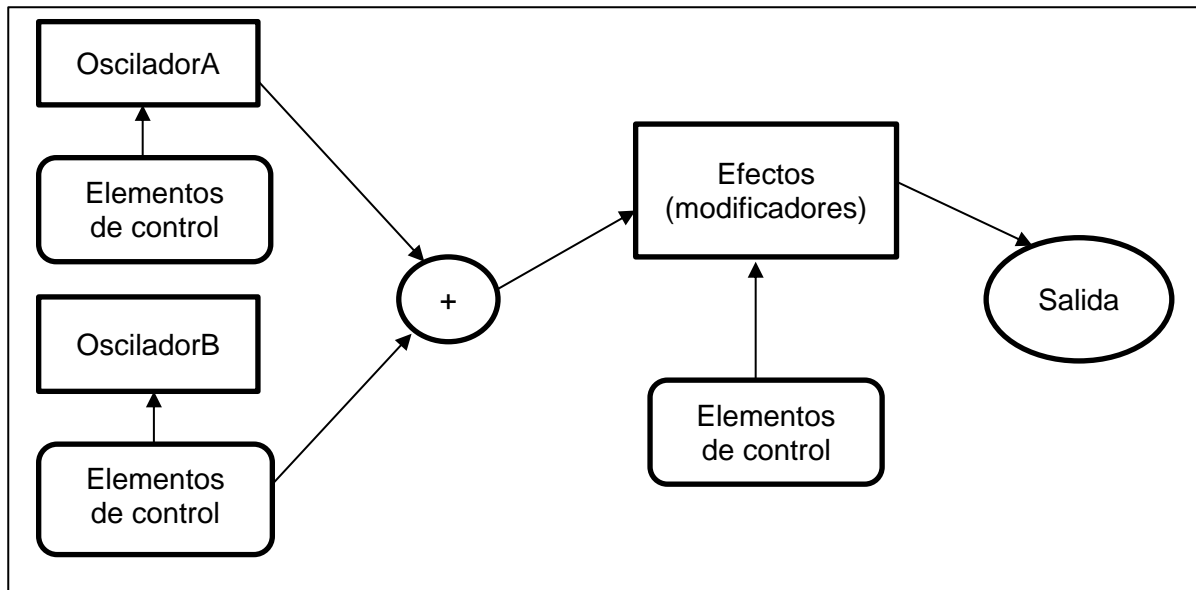 OsciladorA
Elementos
de control
OsciladorB
Elementos
de control
+
Efectos
(modificadores)
Elementos
de control
Salida